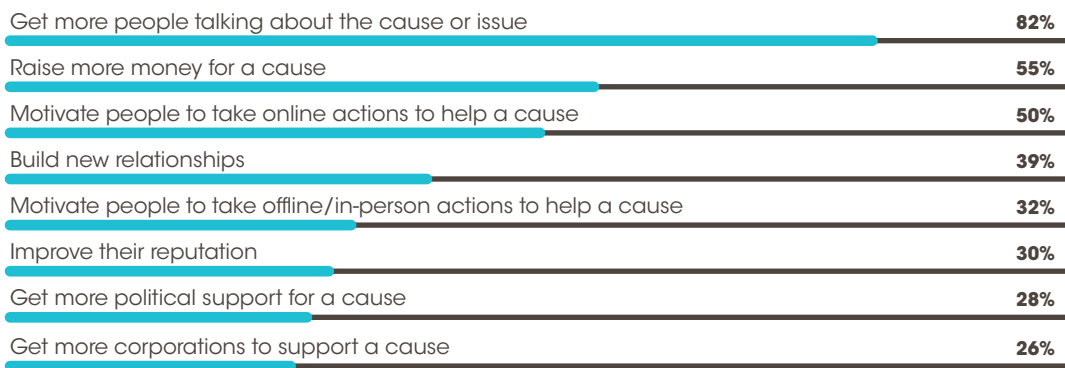 Get more people talking about the cause or issue 82%
Raise more money for a cause 55%
Motivate people to take online actions to help a cause 50%
Build new relationships 39%
Motivate people to take offline/in-person actions to help a cause 32%
Improve their reputation 30%
Get more political support for a cause 28%
Get more corporations to support a cause 26%